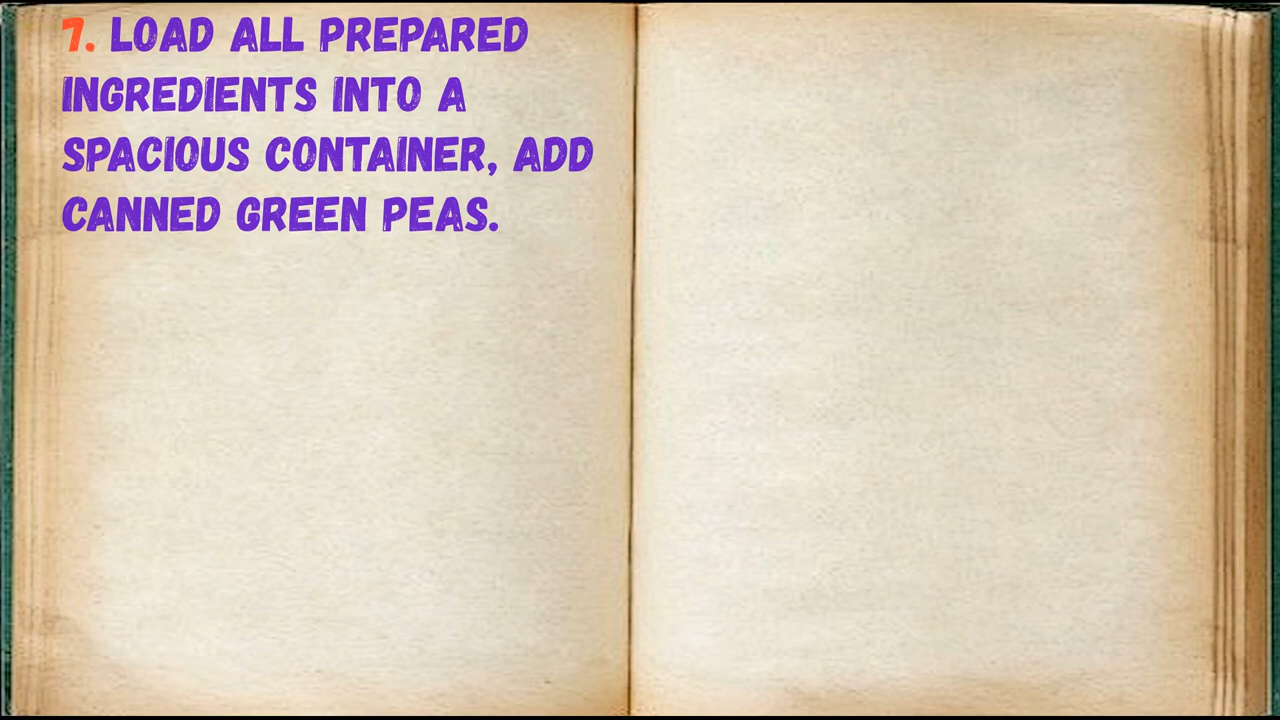 7. LOAD ALL PREPARED
INGREDIENTS INTO A
SPACIOUS CONTAINER, ADD
CANNED GREEN PEAS.